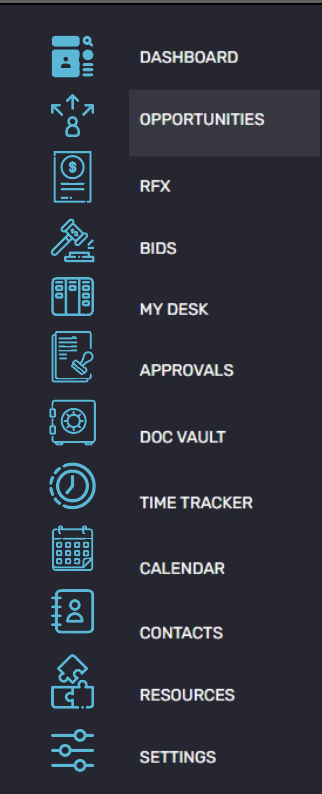 DASHBOARD
OPPORTUNITIES
RFX
BIDS
MY DESK
APPROVALS
DOC VAULT
TIME TRACKER
CALENDAR
CONTACTS
RESOURCES
SETTINGS